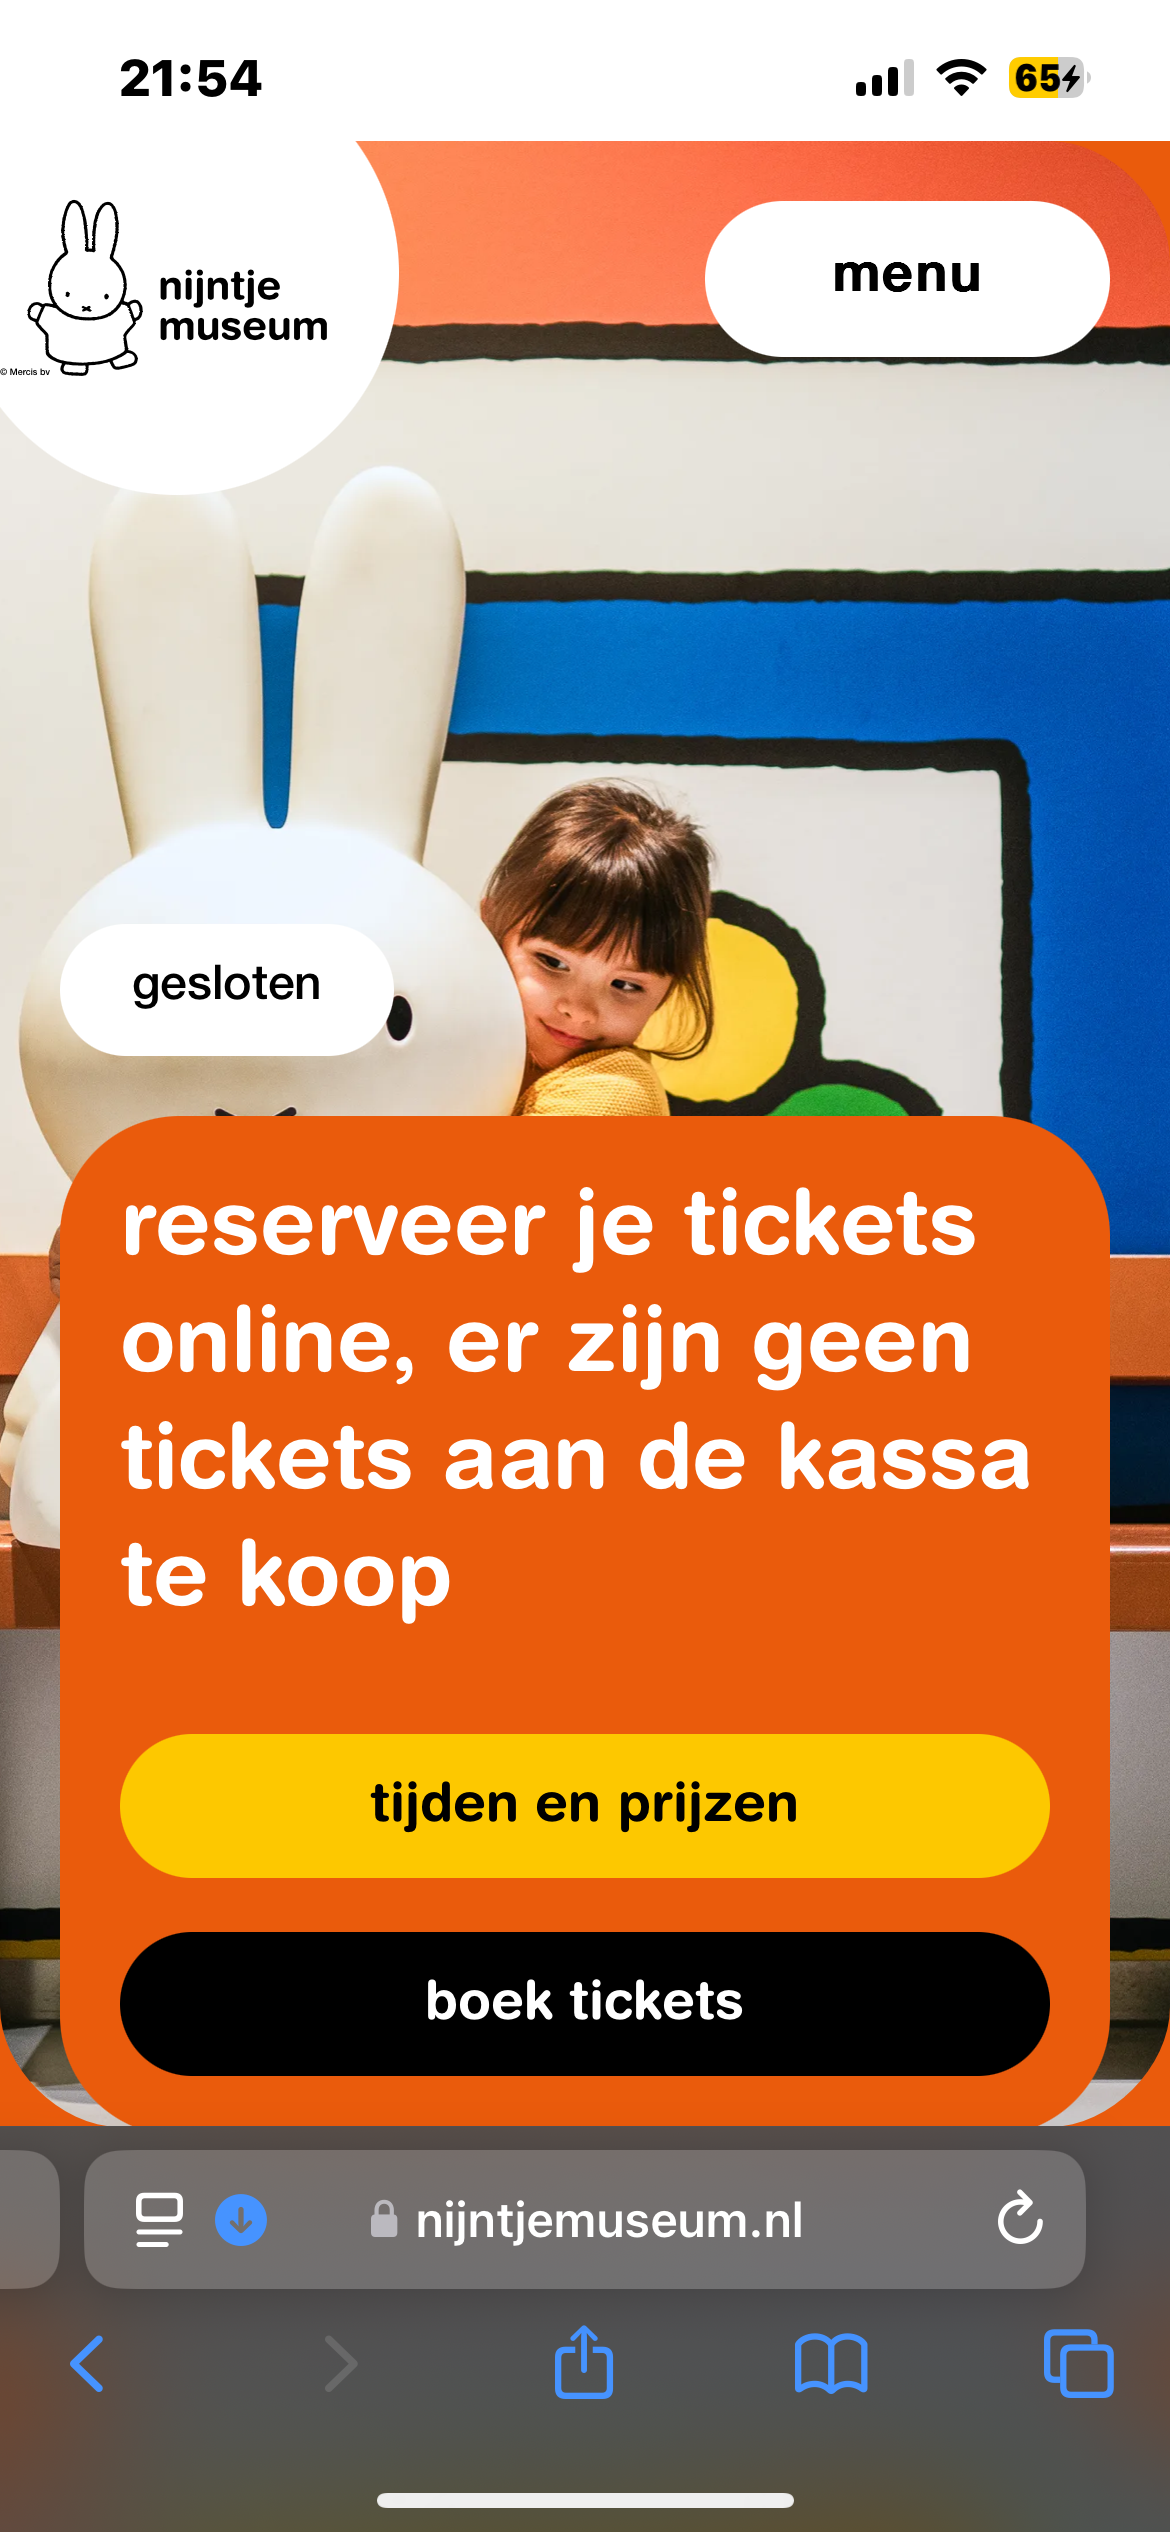 21:54
65
nijntje
museum
© Mercis bv
menu
gesloten
reserveer je tickets
online, er zijn geen
tickets aan de kassa
te koop
tijden en prijzen
boek tickets
nijntjemuseum.nl